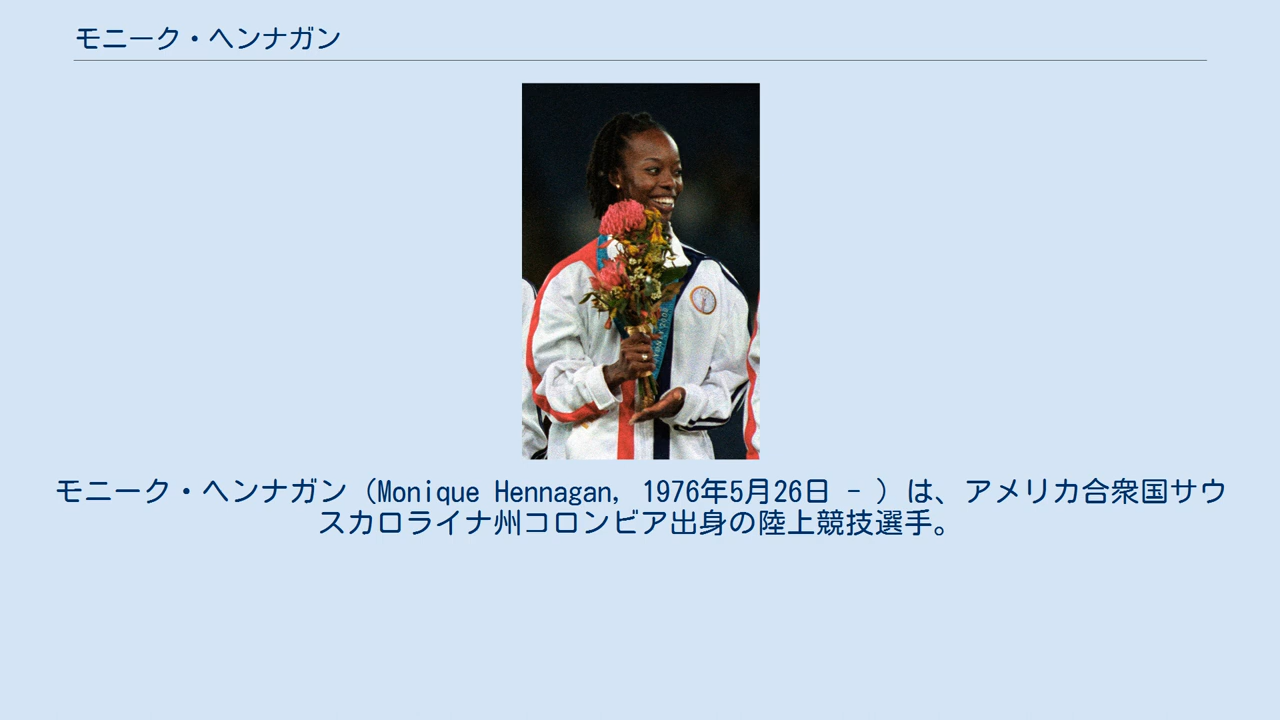 モニーク・ヘンナガン
モニーク・ヘンナガン（Monique Hennagan, 1976年5月26日 - ）は、アメリカ合衆国サウ
スカロライナ州コロンビア出身の陸上競技選手。